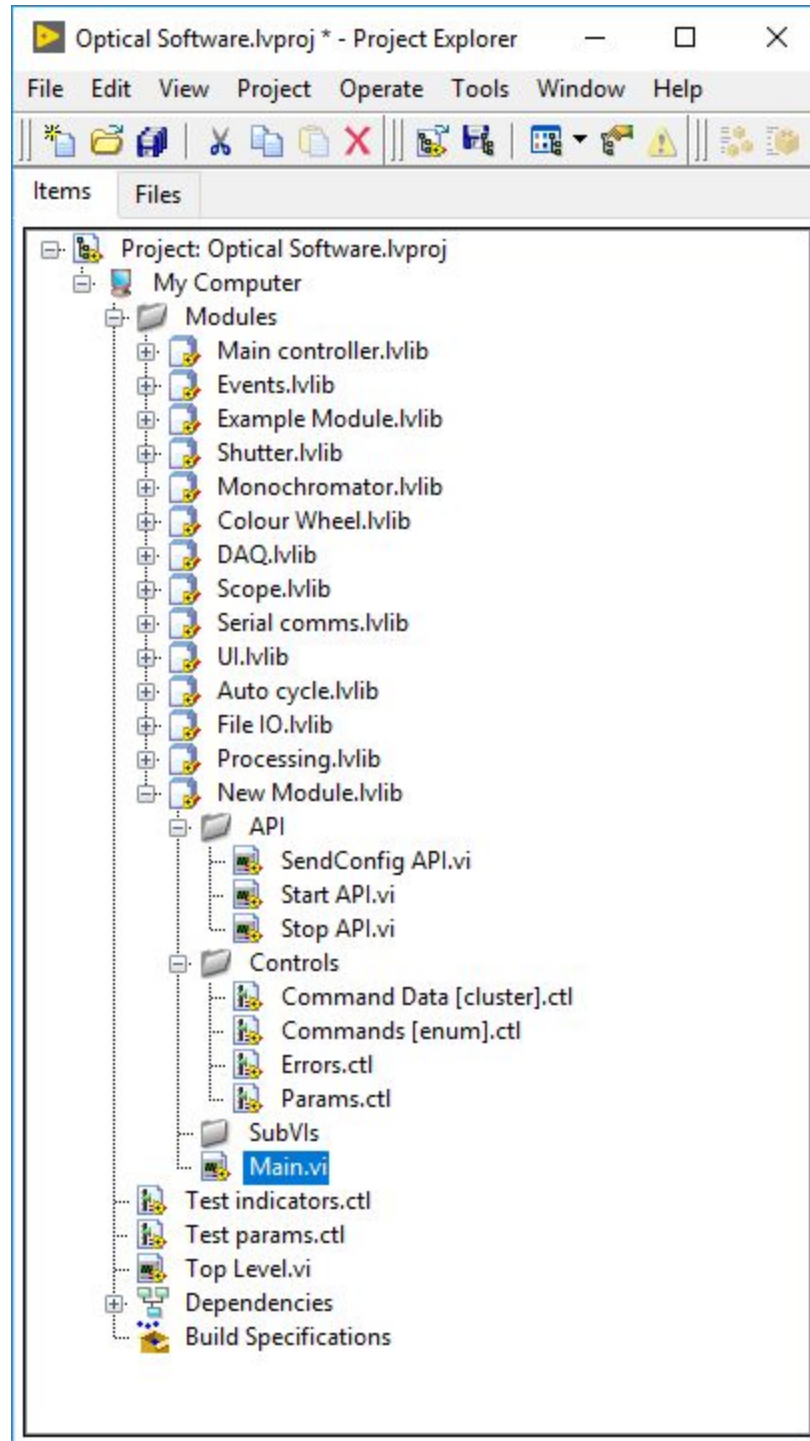 Optical Software.lvproj * - Project Explorer
File Edit View Project Operate Tools Window Help
Items Files
Project: Optical Software.lvproj
My Computer
Modules
Main controller.lvlib
Events.lvlib
Example Module.lvlib
Shutter.lvlib
Monochromator.lvlib
Colour Wheel.lvlib
DAQ.lvlib
Scope.lvlib
Serial comms.lvlib
UI.lvlib
Auto cycle.lvlib
File IO.lvlib
Processing.lvlib
New Module.lvlib
API
SendConfig API.vi
Start API.vi
Stop API.vi
Controls
Command Data [cluster].ctl
Commands [enum].ctl
Errors.ctl
Params.ctl
SubVIs
Main.vi
Test indicators.ctl
Test params.ctl
Top Level.vi
Dependencies
Build Specifications